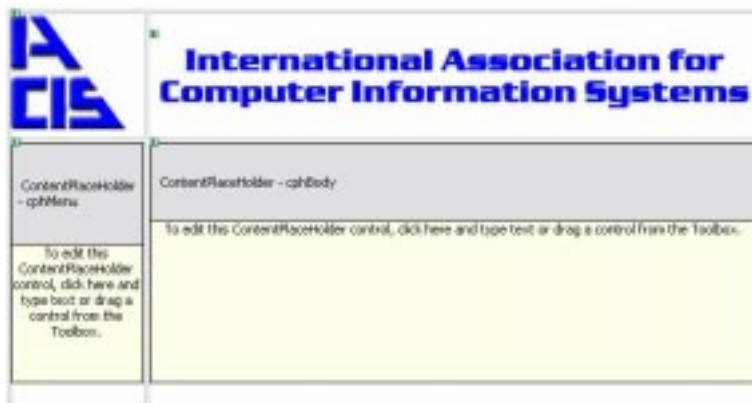 IA
CIS
International Association for
Computer Information Systems
ContentPlaceHolder
- cphMenu
ContentPlaceHolder - cphBody
To edit this
ContentPlaceHolder
control, click here and
type text or drag a
control from the
Toolbox.
To edit this ContentPlaceHolder control, click here and type text or drag a control from the Toolbox.